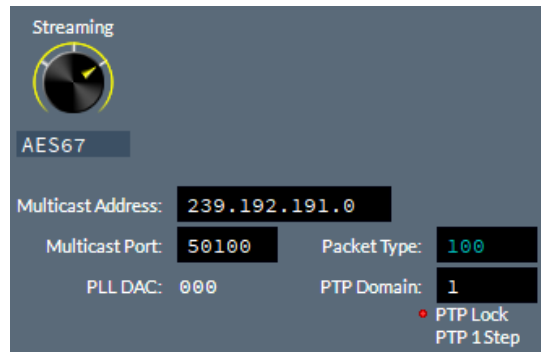 Streaming
AES67
Multicast Address: 239.192.191.0
Multicast Port: 50100 Packet Type: 100
PLL DAC: 000 PTP Domain: 1
PTP Lock
PTP 1 Step